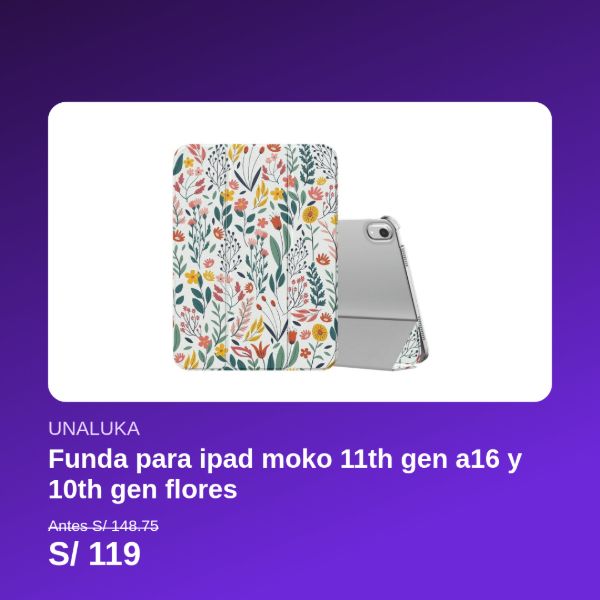 UNALUKA
Funda para ipad moko 11th gen a16 y
10th gen flores
Antes S/ 148.75
S/ 119